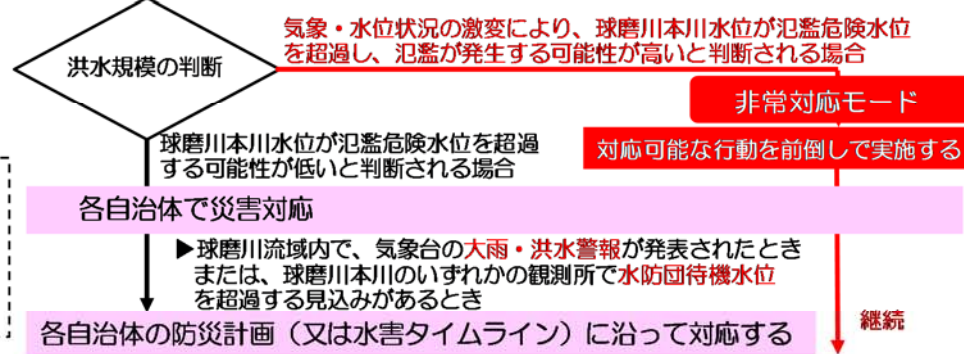 気象・水位状況の激変により、球磨川本川水位が氾濫危険水位
を超過し、氾濫が発生する可能性が高いと判断される場合
洪水規模の判断
非常対応モード
球磨川本川水位が氾濫危険水位を超過
する可能性が低いと判断される場合
対応可能な行動を前倒しで実施する
各自治体で災害対応
▶球磨川流域内で、気象台の大雨・洪水警報が発表されたとき
または、球磨川本川のいずれかの観測所で水防団待機水位
を超過する見込みがあるとき
各自治体の防災計画（又は水害タイムライン）に沿って対応する
継続